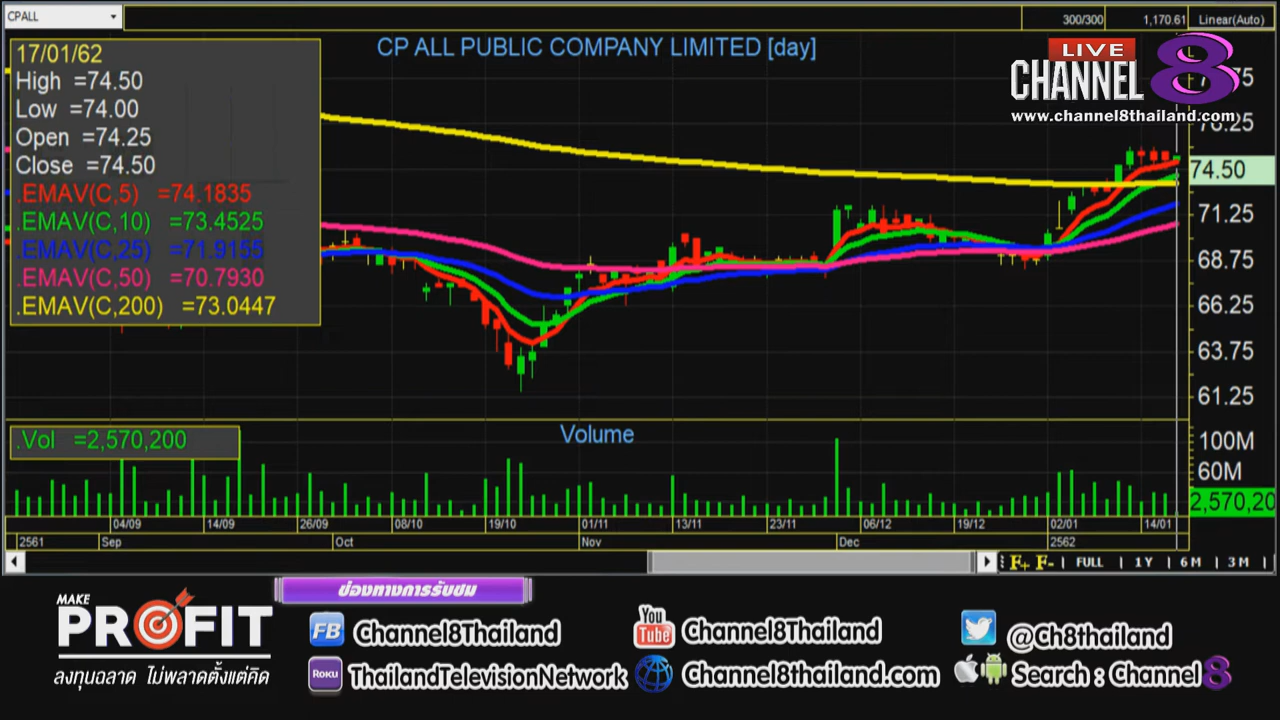 CPALL
300/300
1,170.61
Linear(Auto)
CP ALL PUBLIC COMPANY LIMITED [day]
LIVE
CHANNEL 8
www.channel8thailand.com
17/01/62
High =74.50
Low =74.00
Open =74.25
Close =74.50
.EMAV(C,5) =74.1835
.EMAV(C,10) =73.4525
.EMAV(C,25) =71.9155
.EMAV(C,50) =70.7930
.EMAV(C,200) =73.0447
74.50
71.25
68.75
66.25
63.75
61.25
.Vol =2,570,200
Volume
100M
60M
2,570,20
04/09 14/09 26/09 08/10 19/10 01/11 13/11 23/11 06/12 19/12 02/01 14/01
2561 Sep Oct Nov Dec 2562
F+ F- FULL 1Y 6M 3M
ช่องทางการรับชม
MAKE
PROFIT
ลงทุนฉลาด ไม่พลาดตั้งแต่คิด
FB Channel8Thailand
You Tube Channel8Thailand
@Ch8thailand
ROKU ThailandTelevisionNetwork
Channel8Thailand.com
Search : Channel 8